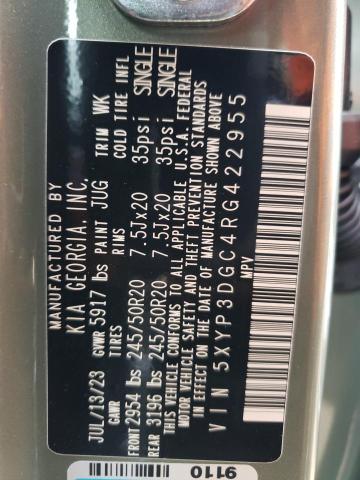 MANUFACTURED BY
KIA GEORGIA, INC.
JUL/13/23 GVWR 5917 lbs PAINT JUG TRIM WK
GAWR TIRES RIMS COLD TIRE INFL
FRONT 2954 lbs 245/50R20 7.5Jx20 35psi SINGLE
REAR 3196 lbs 245/50R20 7.5Jx20 35psi SINGLE
THIS VEHICLE CONFORMS TO ALL APPLICABLE U.S.A. FEDERAL
MOTOR VEHICLE SAFETY AND THEFT PREVENTION STANDARDS
IN EFFECT ON THE DATE OF MANUFACTURE SHOWN ABOVE
VIN 5XYP3DGC4RG422955
MPV
9110